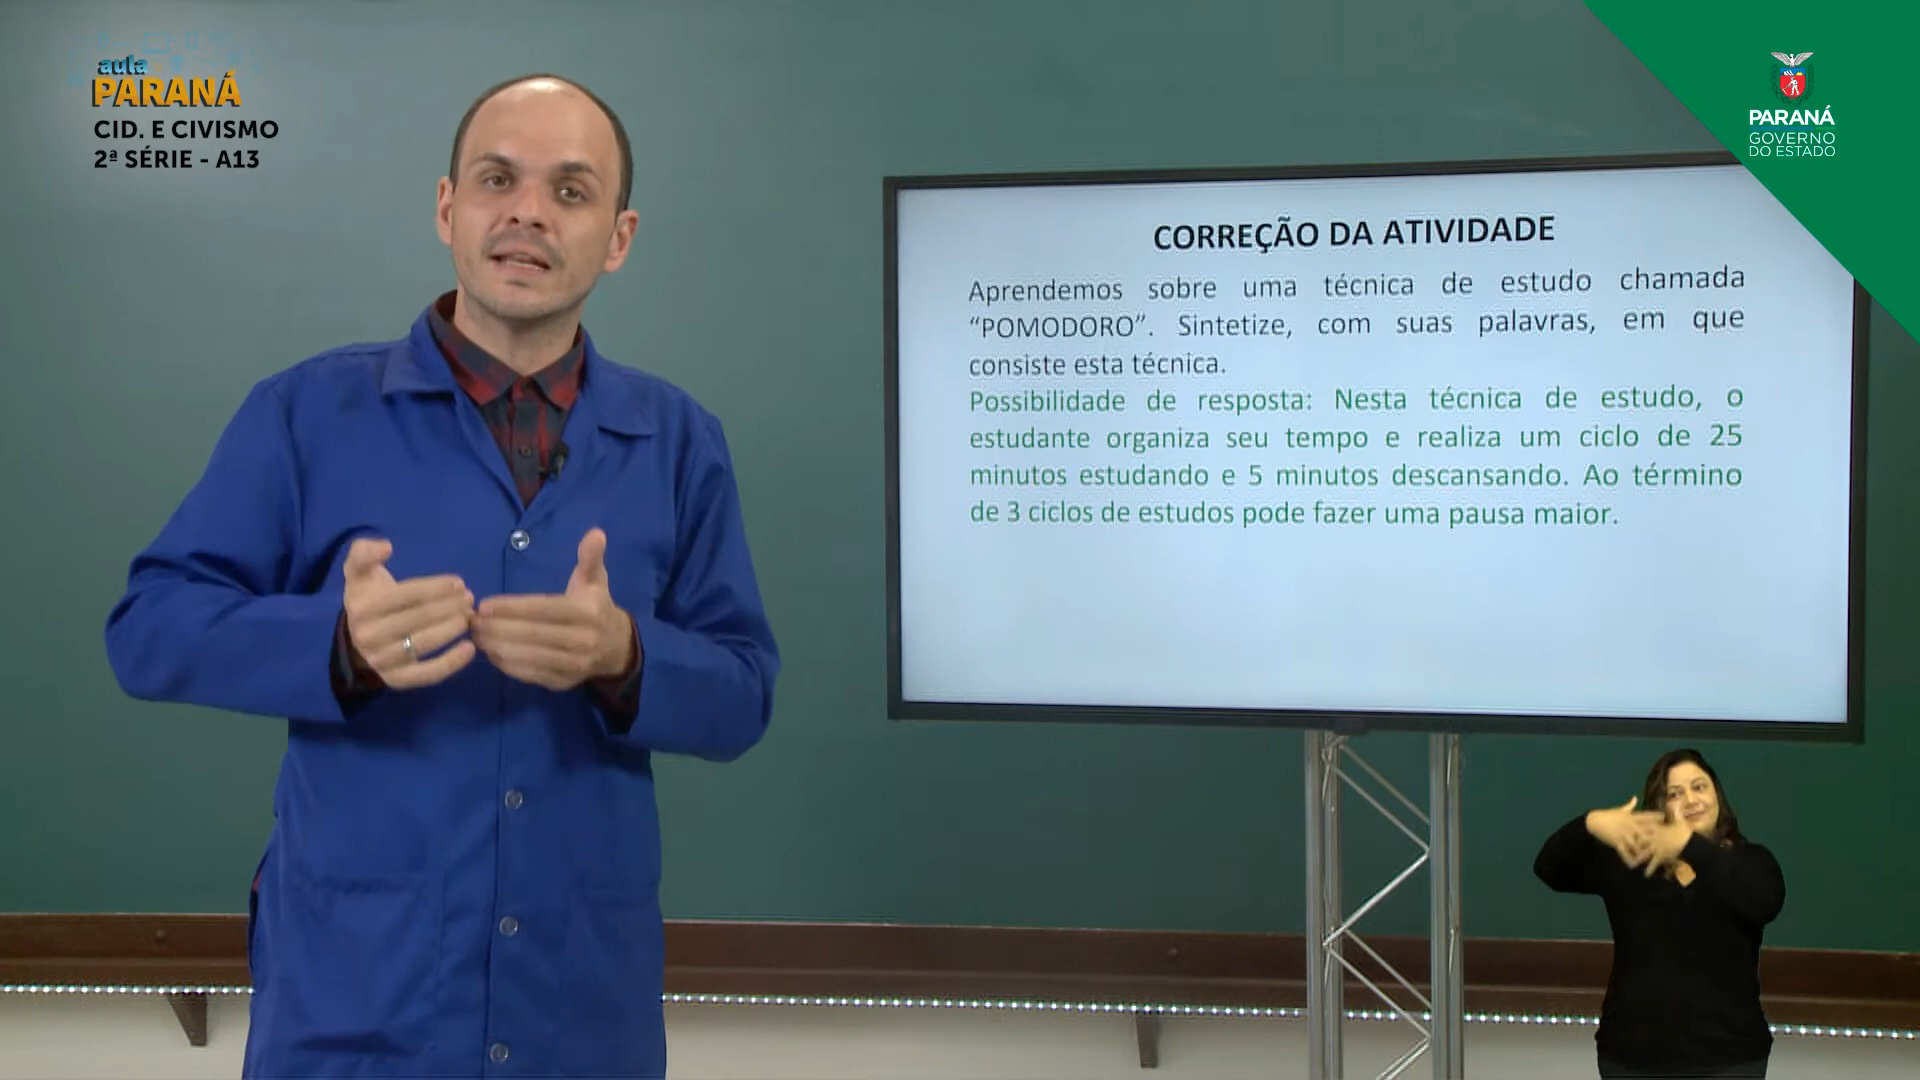 aula
PARANÁ
CID. E CIVISMO
2ª SÉRIE - A13
PARANÁ
GOVERNO
DO ESTADO
CORREÇÃO DA ATIVIDADE
Aprendemos sobre uma técnica de estudo chamada
“POMODORO”. Sintetize, com suas palavras, em que
consiste esta técnica.
Possibilidade de resposta: Nesta técnica de estudo, o
estudante organiza seu tempo e realiza um ciclo de 25
minutos estudando e 5 minutos descansando. Ao término
de 3 ciclos de estudos pode fazer uma pausa maior.